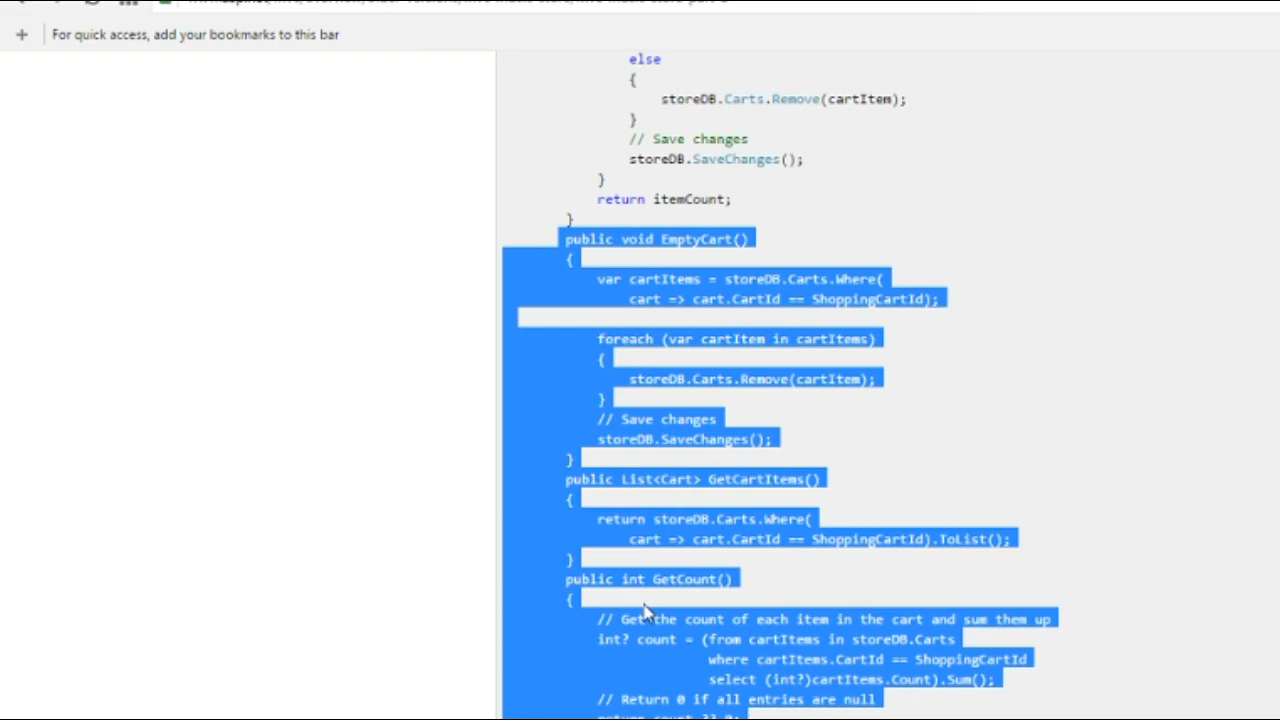 For quick access, add your bookmarks to this bar
else
{
storeDB.Carts.Remove(cartItem);
}
// Save changes
storeDB.SaveChanges();
}
return itemCount;
}
public void EmptyCart()
{
var cartItems = storeDB.Carts.Where(
cart => cart.CartId == ShoppingCartId);
foreach (var cartItem in cartItems)
{
storeDB.Carts.Remove(cartItem);
}
// Save changes
storeDB.SaveChanges();
}
public List<Cart> GetCartItems()
{
return storeDB.Carts.Where(
cart => cart.CartId == ShoppingCartId).ToList();
}
public int GetCount()
{
// Get the count of each item in the cart and sum them up
int? count = (from cartItems in storeDB.Carts
where cartItems.CartId == ShoppingCartId
select (int?)cartItems.Count).Sum();
// Return 0 if all entries are null
return count ?? 0;